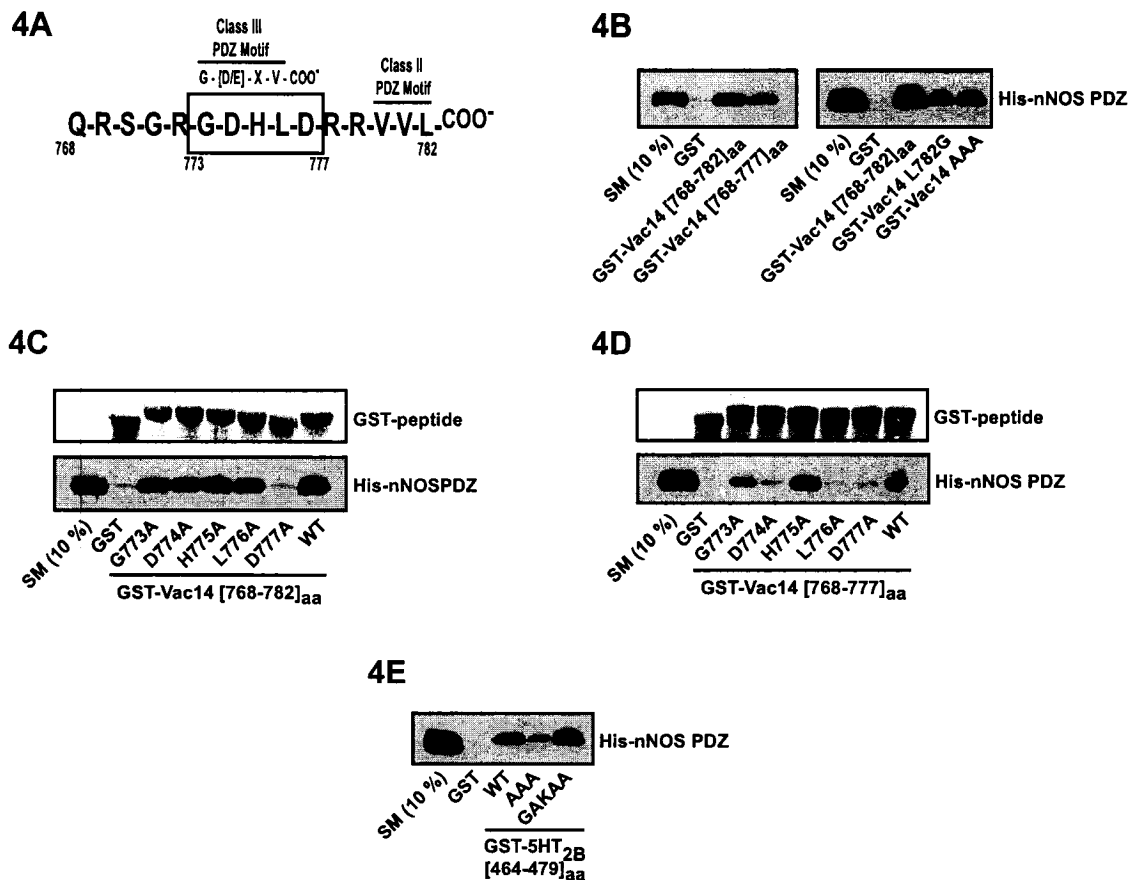 4A
Class III
PDZ Motif
G - [D/E] - X - V - COO-
Class II
PDZ Motif
Q-R-S-G-R-G-D-H-L-D-R-R-V-V-L-COO-
768 773 777 782
4B
His-nNOS PDZ
SM (10 %)
GST
GST-Vac14 [768-782]aa
GST-Vac14 [768-777]aa
SM (10 %)
GST
GST-Vac14 [768-782]aa
GST-Vac14 L782G
GST-Vac14 AAA
4C
GST-peptide
His-nNOSPDZ
SM (10 %)
GST
G773A
D774A
H775A
L776A
D777A
WT
GST-Vac14 [768-782]aa
4D
GST-peptide
His-nNOS PDZ
SM (10 %)
GST
G773A
D774A
H775A
L776A
D777A
WT
GST-Vac14 [768-777]aa
4E
His-nNOS PDZ
SM (10 %)
GST
WT
AAA
GAKAA
GST-5HT2B
[464-479]aa